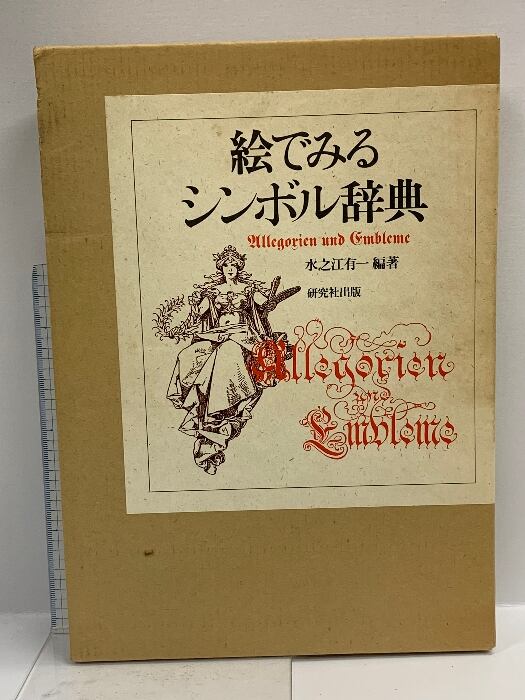 絵でみる
シンボル辞典
Allegorien und Embleme
水之江有一 編著
研究社出版
Allegorien
UND
Embleme